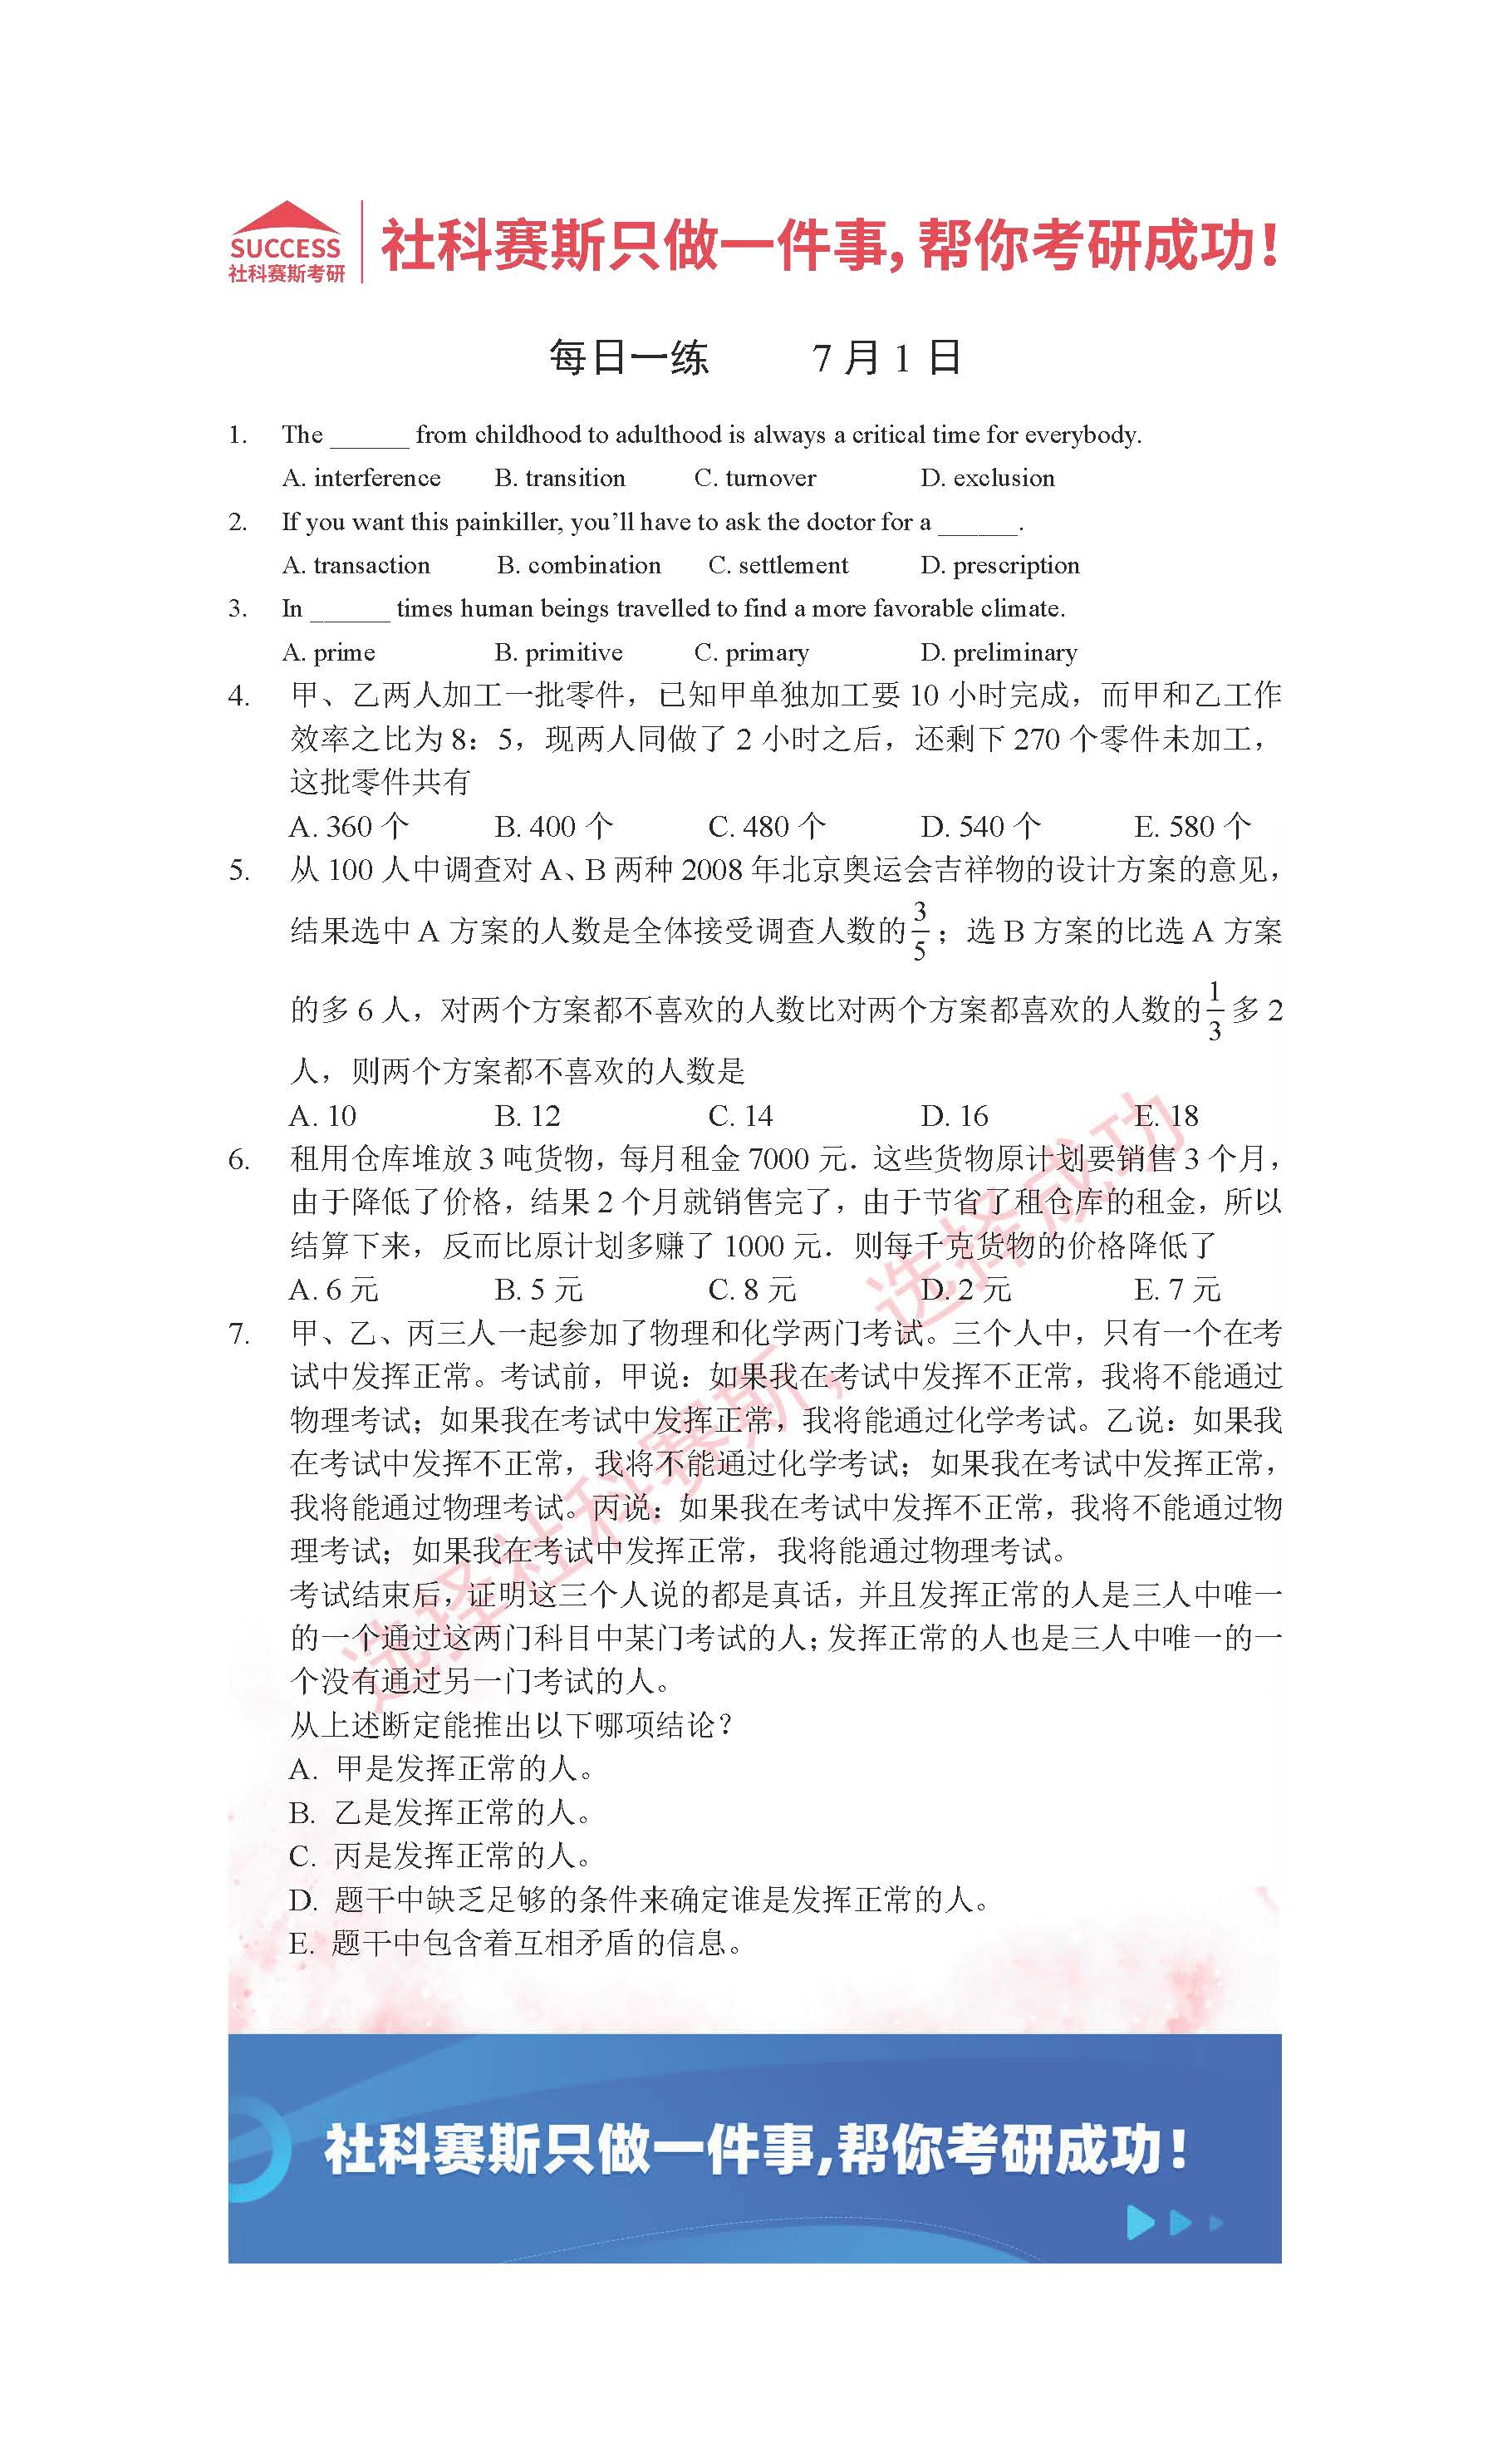 SUCCESS
社科赛斯考研
社科赛斯只做一件事，帮你考研成功！
每日一练 7月1日
1. The ______ from childhood to adulthood is always a critical time for everybody.
A. interference B. transition C. turnover D. exclusion
2. If you want this painkiller, you’ll have to ask the doctor for a ______.
A. transaction B. combination C. settlement D. prescription
3. In ______ times human beings travelled to find a more favorable climate.
A. prime B. primitive C. primary D. preliminary
4. 甲、乙两人加工一批零件，已知甲单独加工要 10 小时完成，而甲和乙工作
效率之比为 8：5，现两人同做了 2 小时之后，还剩下 270 个零件未加工，
这批零件共有
A. 360 个 B. 400 个 C. 480 个 D. 540 个 E. 580 个
5. 从 100 人中调查对 A、B 两种 2008 年北京奥运会吉祥物的设计方案的意见，
结果选中 A 方案的人数是全体接受调查人数的 3/5；选 B 方案的比选 A 方案
的多 6 人，对两个方案都不喜欢的人数比对两个方案都喜欢的人数的 1/3 多 2
人，则两个方案都不喜欢的人数是
A. 10 B. 12 C. 14 D. 16 E. 18
6. 租用仓库堆放 3 吨货物，每月租金 7000 元．这些货物原计划要销售 3 个月，
由于降低了价格，结果 2 个月就销售完了，由于节省了租仓库的租金，所以
结算下来，反而比原计划多赚了 1000 元．则每千克货物的价格降低了
A. 6 元 B. 5 元 C. 8 元 D. 2 元 E. 7 元
7. 甲、乙、丙三人一起参加了物理和化学两门考试。三个人中，只有一个在考
试中发挥正常。考试前，甲说：如果我在考试中发挥不正常，我将不能通过
物理考试；如果我在考试中发挥正常，我将能通过化学考试。乙说：如果我
在考试中发挥不正常，我将不能通过化学考试；如果我在考试中发挥正常，
我将能通过物理考试。丙说：如果我在考试中发挥不正常，我将不能通过物
理考试；如果我在考试中发挥正常，我将能通过物理考试。
考试结束后，证明这三个人说的都是真话，并且发挥正常的人是三人中唯一
的一个通过这两门科目中某门考试的人；发挥正常的人也是三人中唯一的一
个没有通过另一门考试的人。
从上述断定能推出以下哪项结论？
A. 甲是发挥正常的人。
B. 乙是发挥正常的人。
C. 丙是发挥正常的人。
D. 题干中缺乏足够的条件来确定谁是发挥正常的人。
E. 题干中包含着互相矛盾的信息。
选择社科赛斯，选择成功
社科赛斯只做一件事,帮你考研成功！